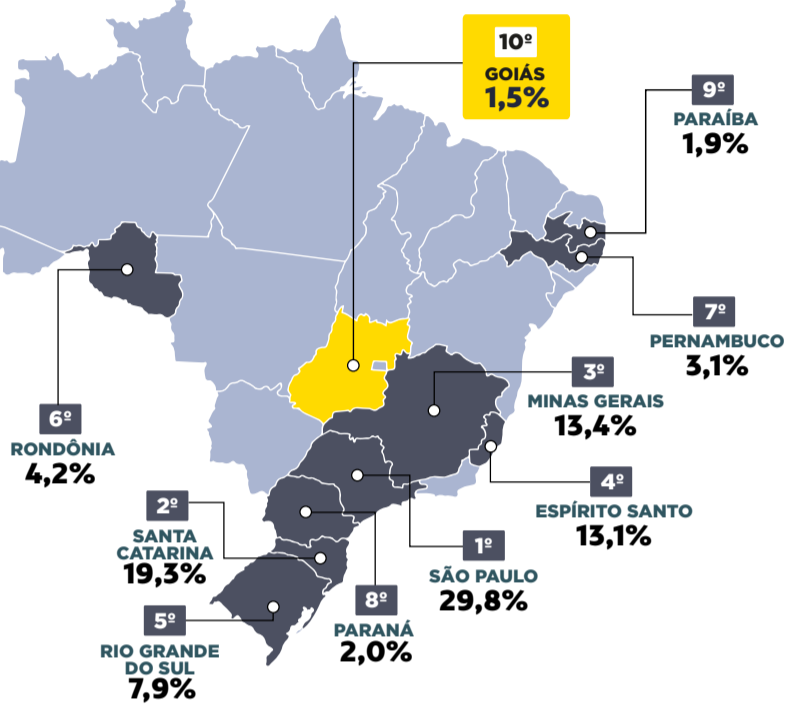 10º
GOIÁS
1,5%
9º
PARAÍBA
1,9%
7º
PERNAMBUCO
3,1%
3º
MINAS GERAIS
13,4%
6º
RONDÔNIA
4,2%
4º
ESPÍRITO SANTO
13,1%
2º
SANTA
CATARINA
19,3%
1º
SÃO PAULO
29,8%
8º
PARANÁ
2,0%
5º
RIO GRANDE
DO SUL
7,9%